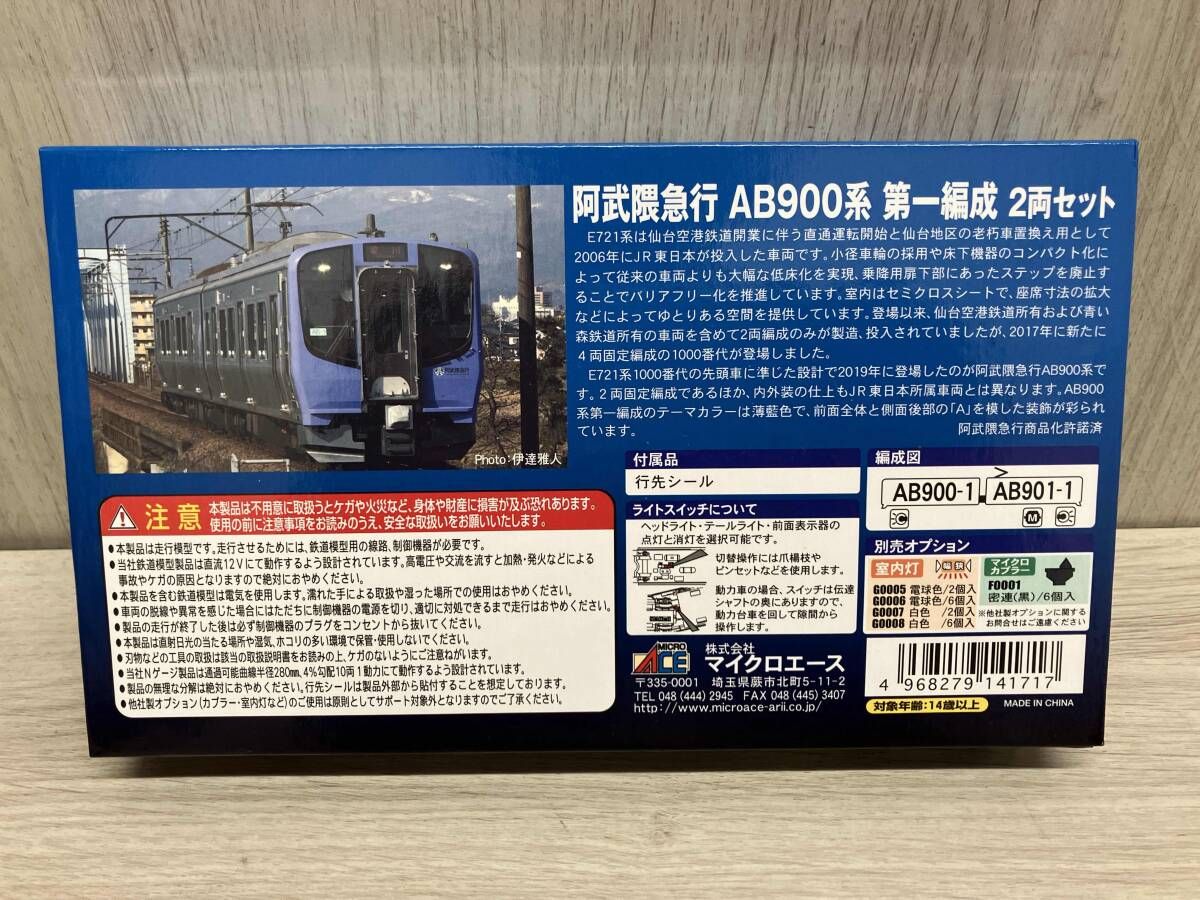 阿武隈急行 AB900系 第一編成 2両セット
E721系は仙台空港鉄道開業に伴う直通運転開始と仙台地区の老朽車置換え用として
2006年にJR東日本が投入した車両です。小径車輪の採用や床下機器のコンパクト化に
よって従来の車両よりも大幅な低床化を実現、乗降用扉下部にあったステップを廃止す
ることでバリアフリー化を推進しています。室内はセミクロスシートで、座席寸法の拡大
などによってゆとりある空間を提供しています。登場以来、仙台空港鉄道所有および青い
森鉄道所有の車両を含めて2両編成のみが製造、投入されていましたが、2017年に新たに
4両固定編成の1000番代が登場しました。
E721系1000番代の先頭車に準じた設計で2019年に登場したのが阿武隈急行AB900系で
す。2両固定編成であるほか、内外装の仕上もJR東日本所属車両とは異なります。AB900
系第一編成のテーマカラーは薄藍色で、前面全体と側面後部の「A」を模した装飾が彩られ
ています。
阿武隈急行商品化許諾済
阿武隈急行
Photo:伊達雅人
注意
本製品は不用意に取扱うとケガや火災など、身体や財産に損害が及ぶ恐れあります。
使用の前に注意事項をお読みのうえ、安全な取扱いをお願いいたします。
●本製品は走行模型です。走行させるためには、鉄道模型用の線路、制御機器が必要です。
●当社鉄道模型製品は直流12Vにて動作するよう設計されています。高電圧や交流を流すと加熱・発火などによる
事故やケガの原因となりますので絶対におやめください。
●本製品を含む鉄道模型は電気を使用します。濡れた手による取扱や湿った場所での使用はおやめください。
●車両の脱線や異常を感じた場合にはただちに制御機器の電源を切り、適切に対処できるまで走行はおやめください。
●製品の走行が終了した後は必ず制御機器のプラグをコンセントから抜いてください。
●本製品は直射日光の当たる場所や湿気、ホコリの多い環境で保管・使用しないでください。
●刃物などの工具の取扱は該当の取扱説明書をお読みの上、ケガのないようにご注意ねがいます。
●当社Nゲージ製品は通過可能曲線半径280mm、4%勾配10両1動力にて動作するよう設計されています。
●製品の無理な分解は絶対におやめください。行先シールは製品外部から貼付することを想定しております。
●他社製オプション(カプラー・室内灯など)のご使用は原則としてサポート対象外となりますのでご了承ください。
付属品
行先シール
ライトスイッチについて
ヘッドライト・テールライト・前面表示器の
点灯と消灯を選択可能です。
切替操作には爪楊枝や
ピンセットなどを使用します。
動力車の場合、スイッチは伝達
シャフトの奥にありますので、
動力台車を回して隙間から
操作します。
編成図
AB900-1
AB901-1
M
別売オプション
室内灯
幅狭
G0005 電球色/2個入
G0006 電球色/6個入
G0007 白色 /2個入
G0008 白色 /6個入
マイクロ
カプラー
F0001
密連(黒)/6個入
※他社製オプションに関する
お問合せはご遠慮ください
MICRO
ACE
株式会社
マイクロエース
〒335-0001 埼玉県蕨市北町5-11-2
TEL 048(444)2945 FAX 048(445)3407
http://www.microace-arii.co.jp/
4 968279 141717
対象年齢:14歳以上
MADE IN CHINA